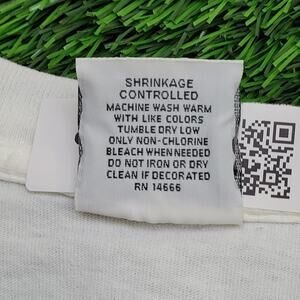 SHRINKAGE
CONTROLLED
MACHINE WASH WARM
WITH LIKE COLORS
TUMBLE DRY LOW
ONLY NON-CHLORINE
BLEACH WHEN NEEDED
DO NOT IRON OR DRY
CLEAN IF DECORATED
RN 14666